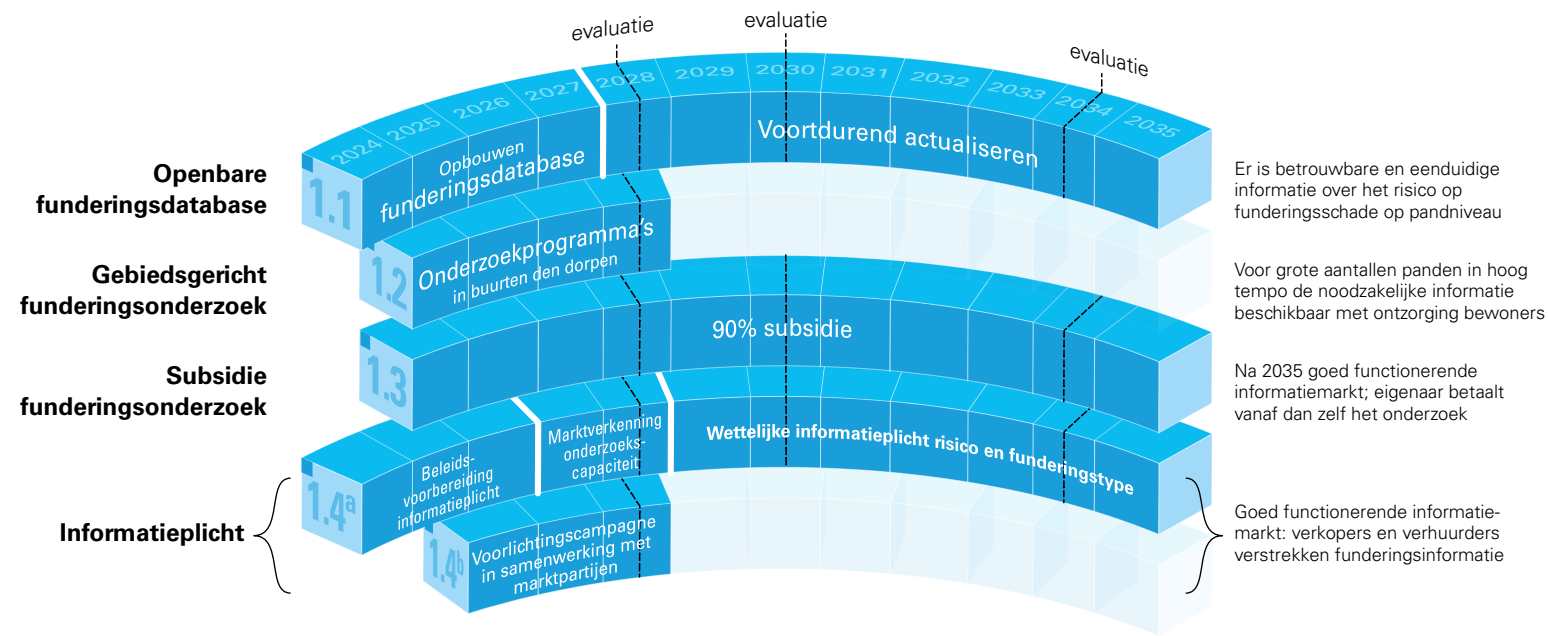 evaluatie
evaluatie
evaluatie
2024
2025
2026
2027
2028
2029
2030
2031
2032
2033
2034
2035
Openbare
funderingsdatabase
1.1
Opbouwen
funderingsdatabase
Voortdurend actualiseren
Er is betrouwbare en eenduidige
informatie over het risico op
funderingsschade op pandniveau
Gebiedsgericht
funderingsonderzoek
1.2
Onderzoekprogramma's
in buurten den dorpen
Voor grote aantallen panden in hoog
tempo de noodzakelijke informatie
beschikbaar met ontzorging bewoners
Subsidie
funderingsonderzoek
1.3
90% subsidie
Na 2035 goed functionerende
informatiemarkt; eigenaar betaalt
vanaf dan zelf het onderzoek
Informatieplicht
1.4a
Beleids-
voorbereiding
informatieplicht
Marktverkenning
onderzoeks-
capaciteit
Wettelijke informatieplicht risico en funderingstype
1.4b
Voorlichtingscampagne
in samenwerking met
marktpartijen
Goed functionerende informatie-
markt: verkopers en verhuurders
verstrekken funderingsinformatie